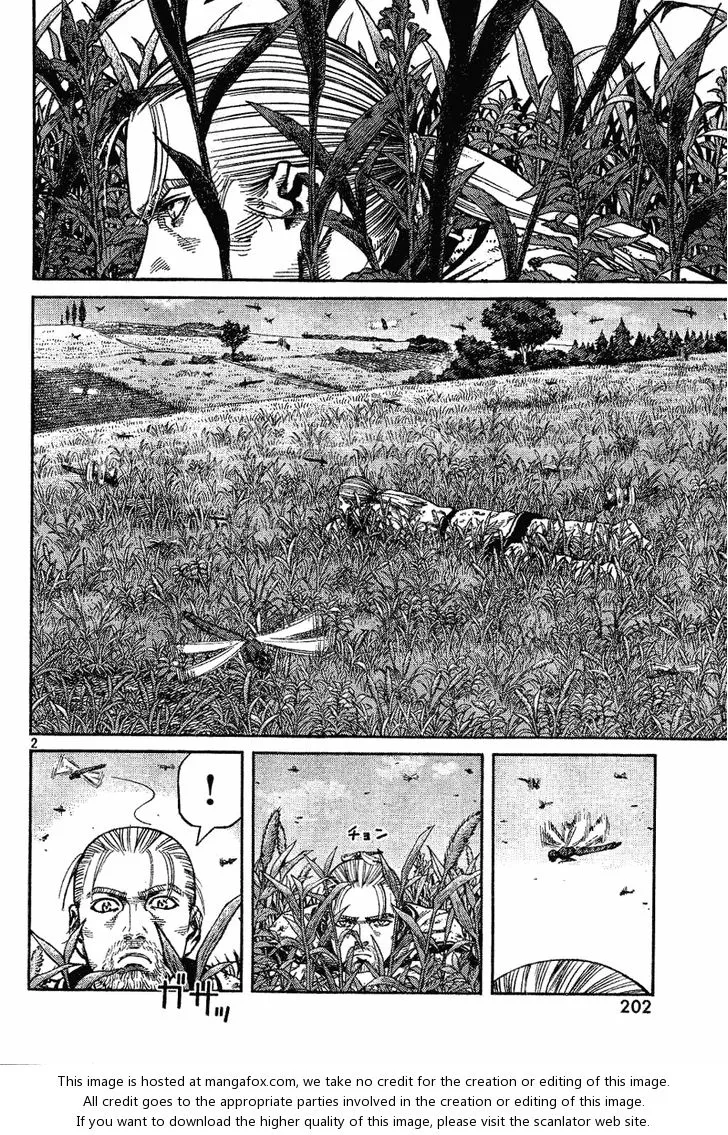 2
チョン
!
ガサッ
202
This image is hosted at mangafox.com, we take no credit for the creation or editing of this image.
All credit goes to the appropriate parties involved in the creation or editing of this image.
If you want to download the higher quality of this image, please visit the scanlator web site.